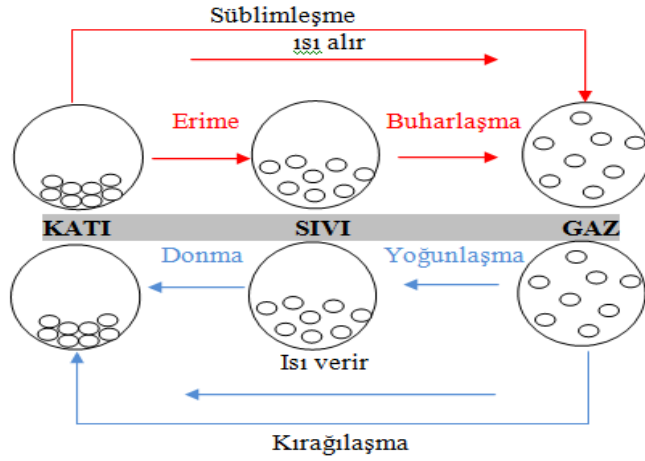 Süblimleşme
ısı alır
Erime
Buharlaşma
KATI SIVI GAZ
Donma
Yoğunlaşma
Isı verir
Kırağılaşma